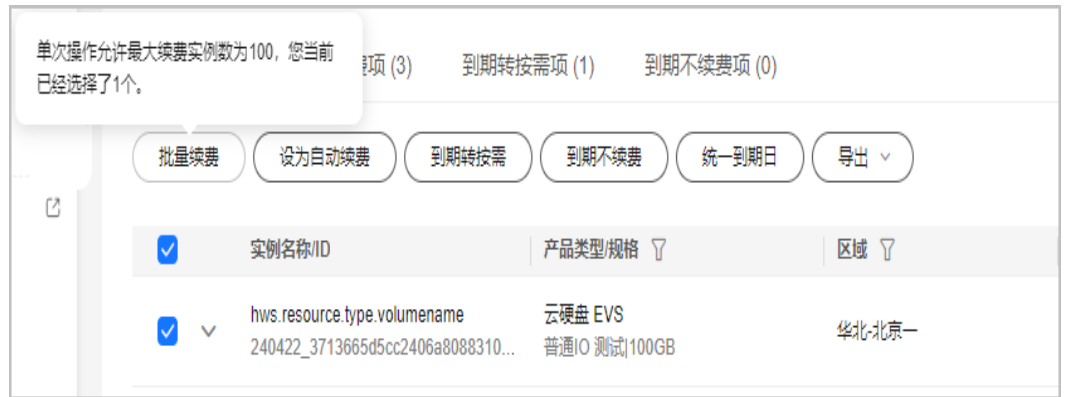 单次操作允许最大续费实例数为100，您当前
已经选择了1个。
项 (3) 到期转按需项 (1) 到期不续费项 (0)
批量续费 设为自动续费 到期转按需 到期不续费 统一到期日 导出
实例名称/ID 产品类型/规格 区域
hws.resource.type.volumename 云硬盘 EVS
华北-北京一
240422_3713665d5cc2406a8088310... 普通IO 测试|100GB